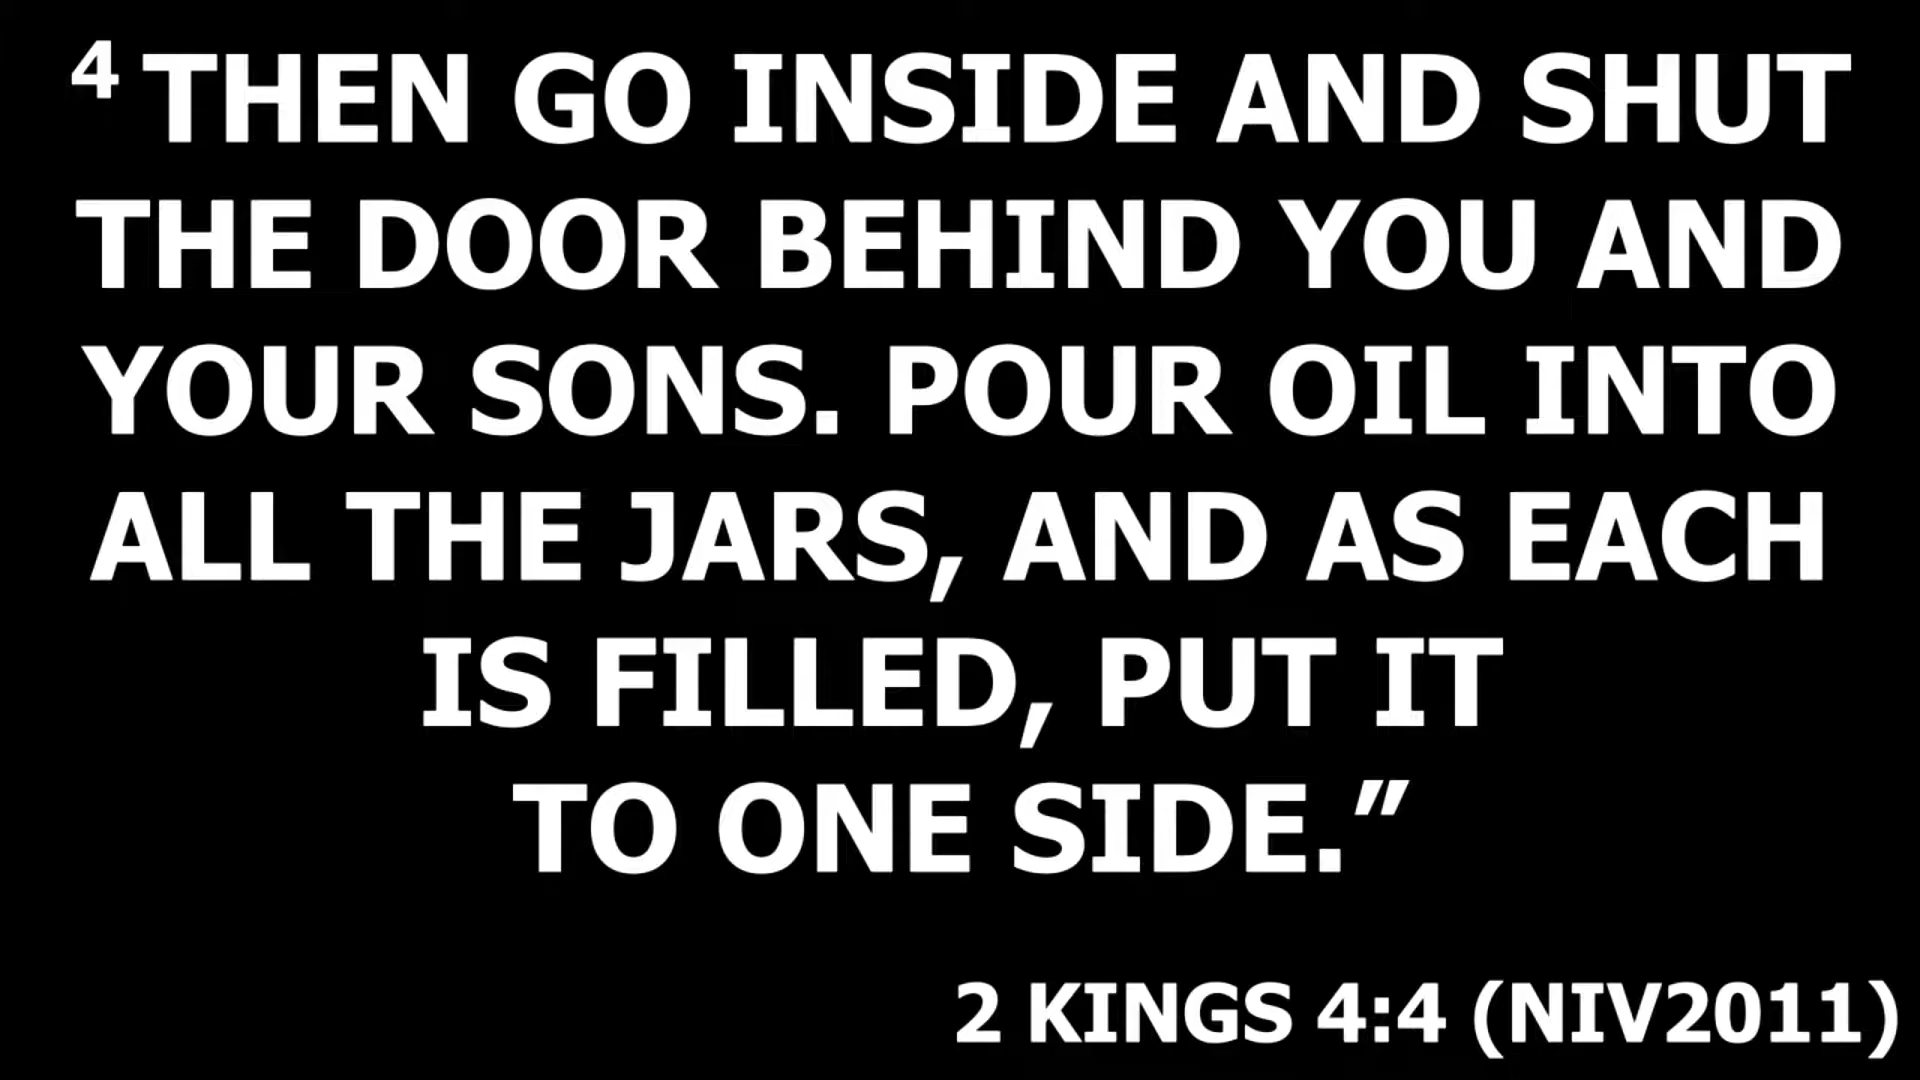 4 THEN GO INSIDE AND SHUT
THE DOOR BEHIND YOU AND
YOUR SONS. POUR OIL INTO
ALL THE JARS, AND AS EACH
IS FILLED, PUT IT
TO ONE SIDE.”
2 KINGS 4:4 (NIV2011)